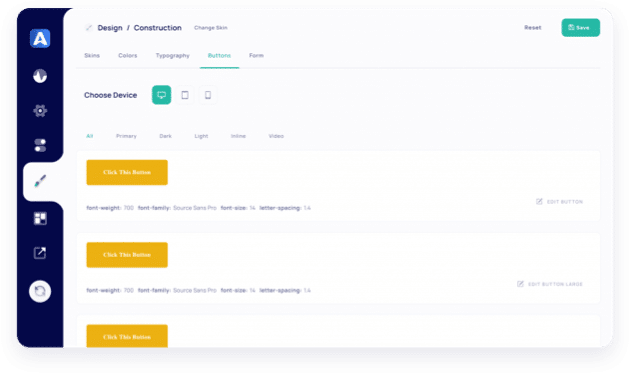 A
Design / Construction Change Skin Reset Save
Skins Colors Typography Buttons Form
Choose Device
All Primary Dark Light Inline Video
Click This Button
font-weight: 700 font-family: Source Sans Pro font-size: 14 letter-spacing: 1.4
EDIT BUTTON
Click This Button
font-weight: 700 font-family: Source Sans Pro font-size: 14 letter-spacing: 1.4
EDIT BUTTON LARGE
Click This Button